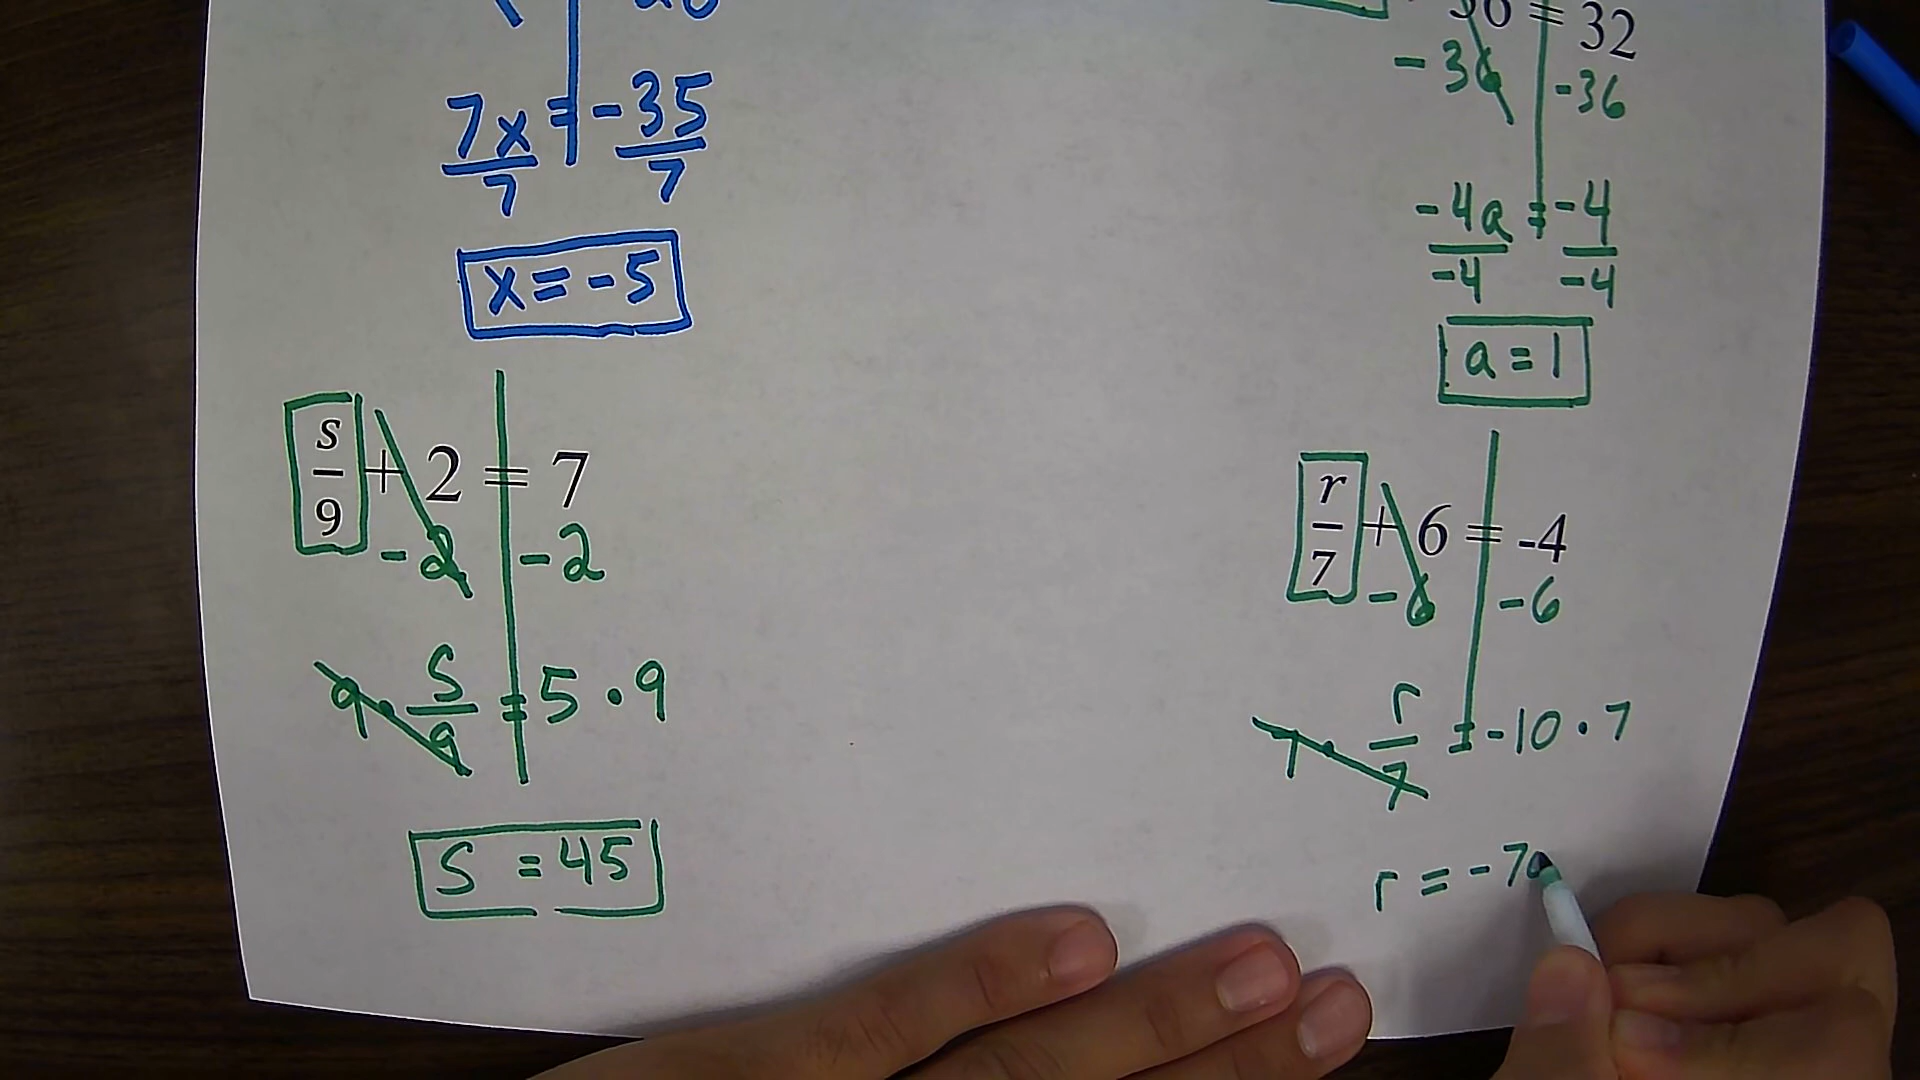 7x = -35
7 7
x = -5
s/9 + 2 = 7
-2 -2
9 · s/9 = 5 · 9
s = 45
= 32
-36 -36
-4a = -4
-4 -4
a = 1
r/7 + 6 = -4
-6 -6
7 · r/7 = -10 · 7
r = -70